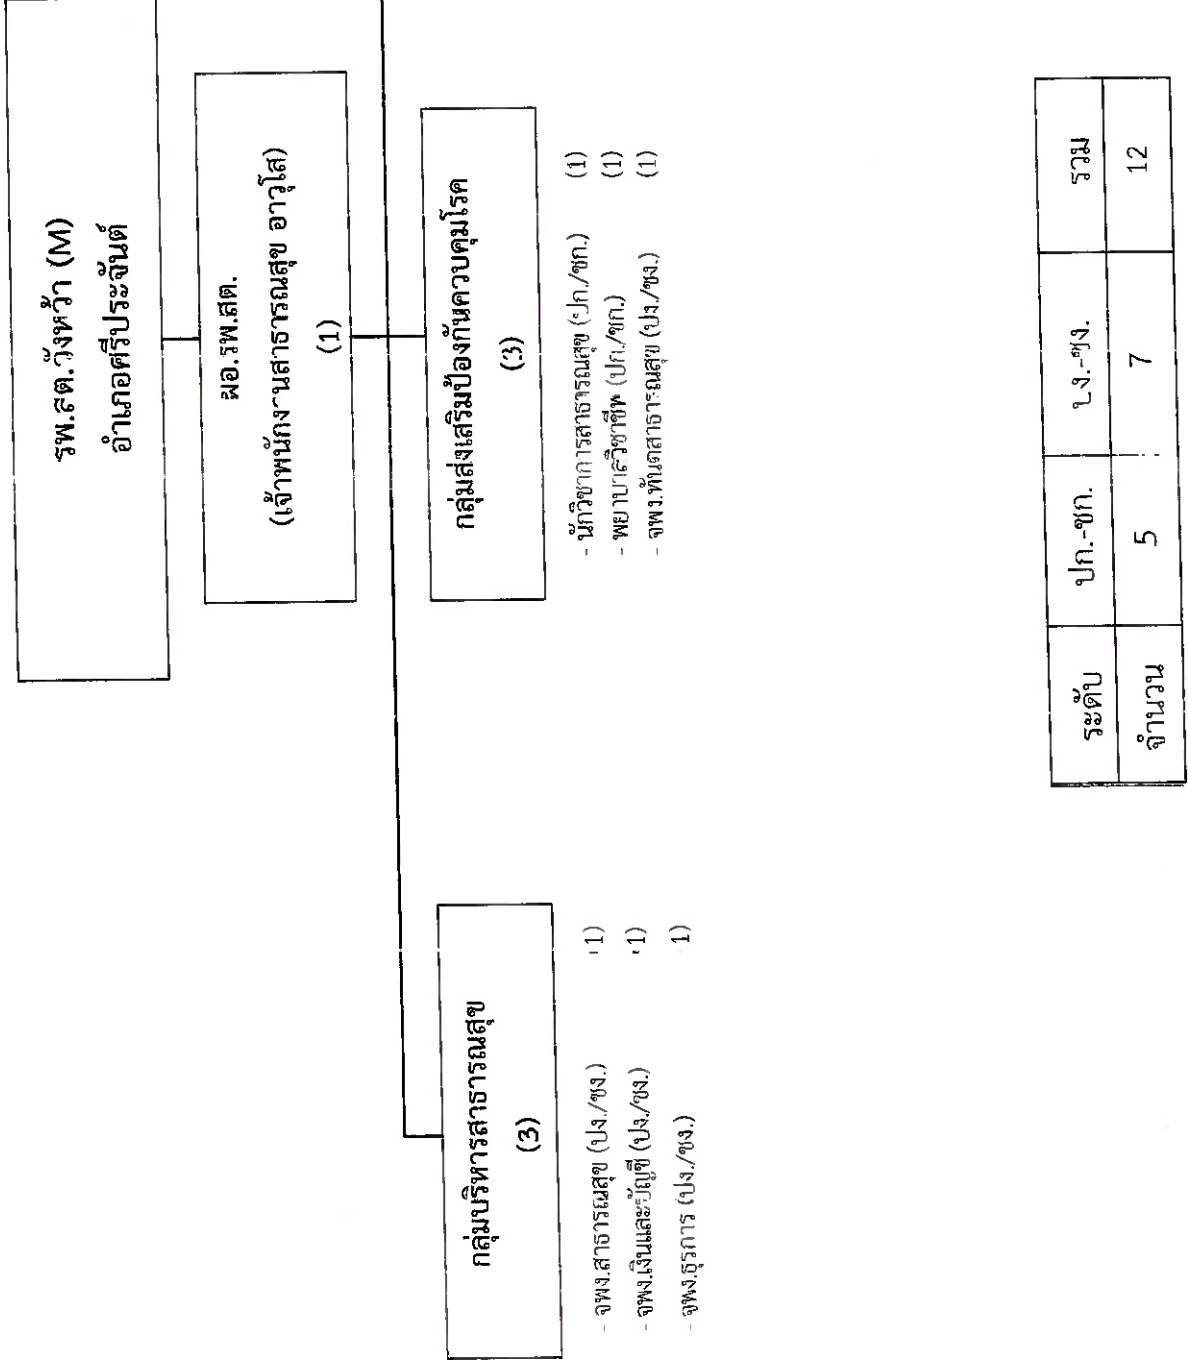 รพ.สต.วังหว้า (M)
อำเภอศรีประจันต์
ผอ.รพ.สต.
(เจ้าพนักงานสาธารณสุข อาวุโส)
(1)
กลุ่มบริหารสาธารณสุข
(3)
- จพง.สาธารณสุข (ปง./ชง.) (1)
- จพง.เงินและบัญชี (ปง./ชง.) (1)
- จพง.ธุรการ (ปง./ชง.) 1)
กลุ่มส่งเสริมป้องกันควบคุมโรค
(3)
- นักวิชาการสาธารณสุข (ปก./ชก.) (1)
- พยาบาลวิชาชีพ (ปก./ชก.) (1)
- จพง.ทันตสาธารณสุข (ปง./ชง.) (1)
ระดับ ปก.-ชก. ปง.-ชง. รวม
จำนวน 5 7 12